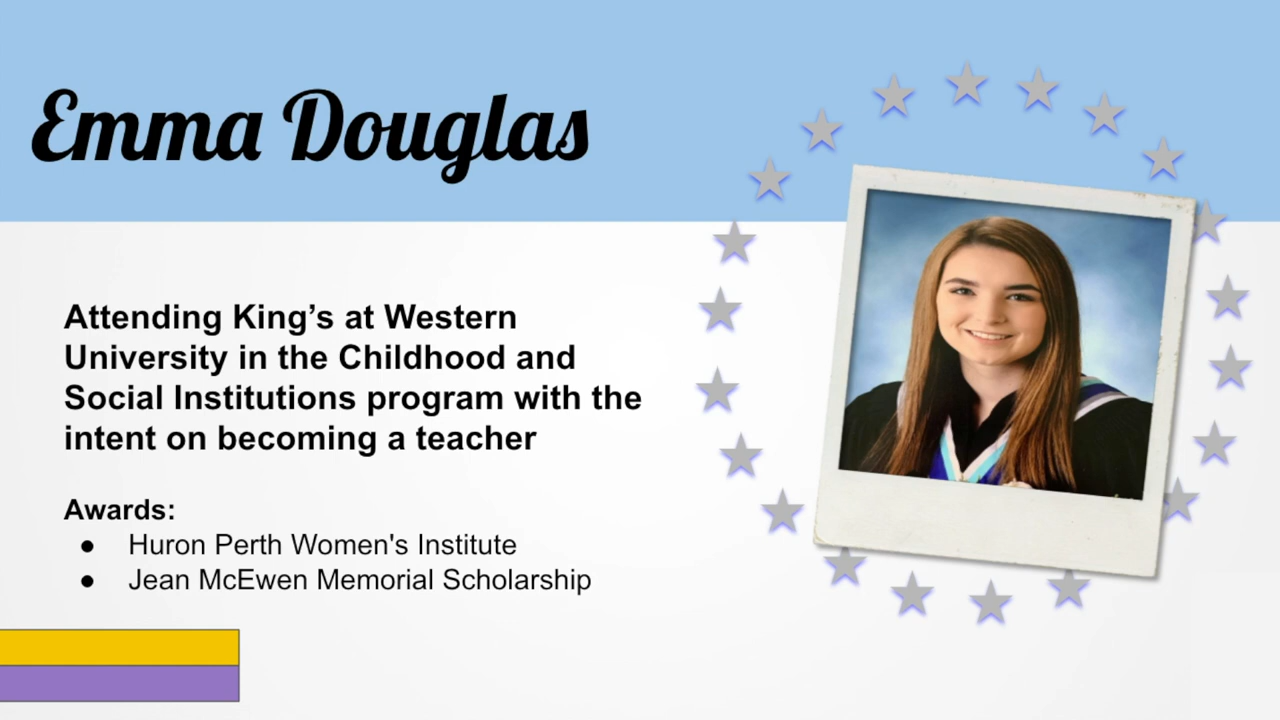 Emma Douglas
Attending King’s at Western
University in the Childhood and
Social Institutions program with the
intent on becoming a teacher
Awards:
● Huron Perth Women's Institute
● Jean McEwen Memorial Scholarship